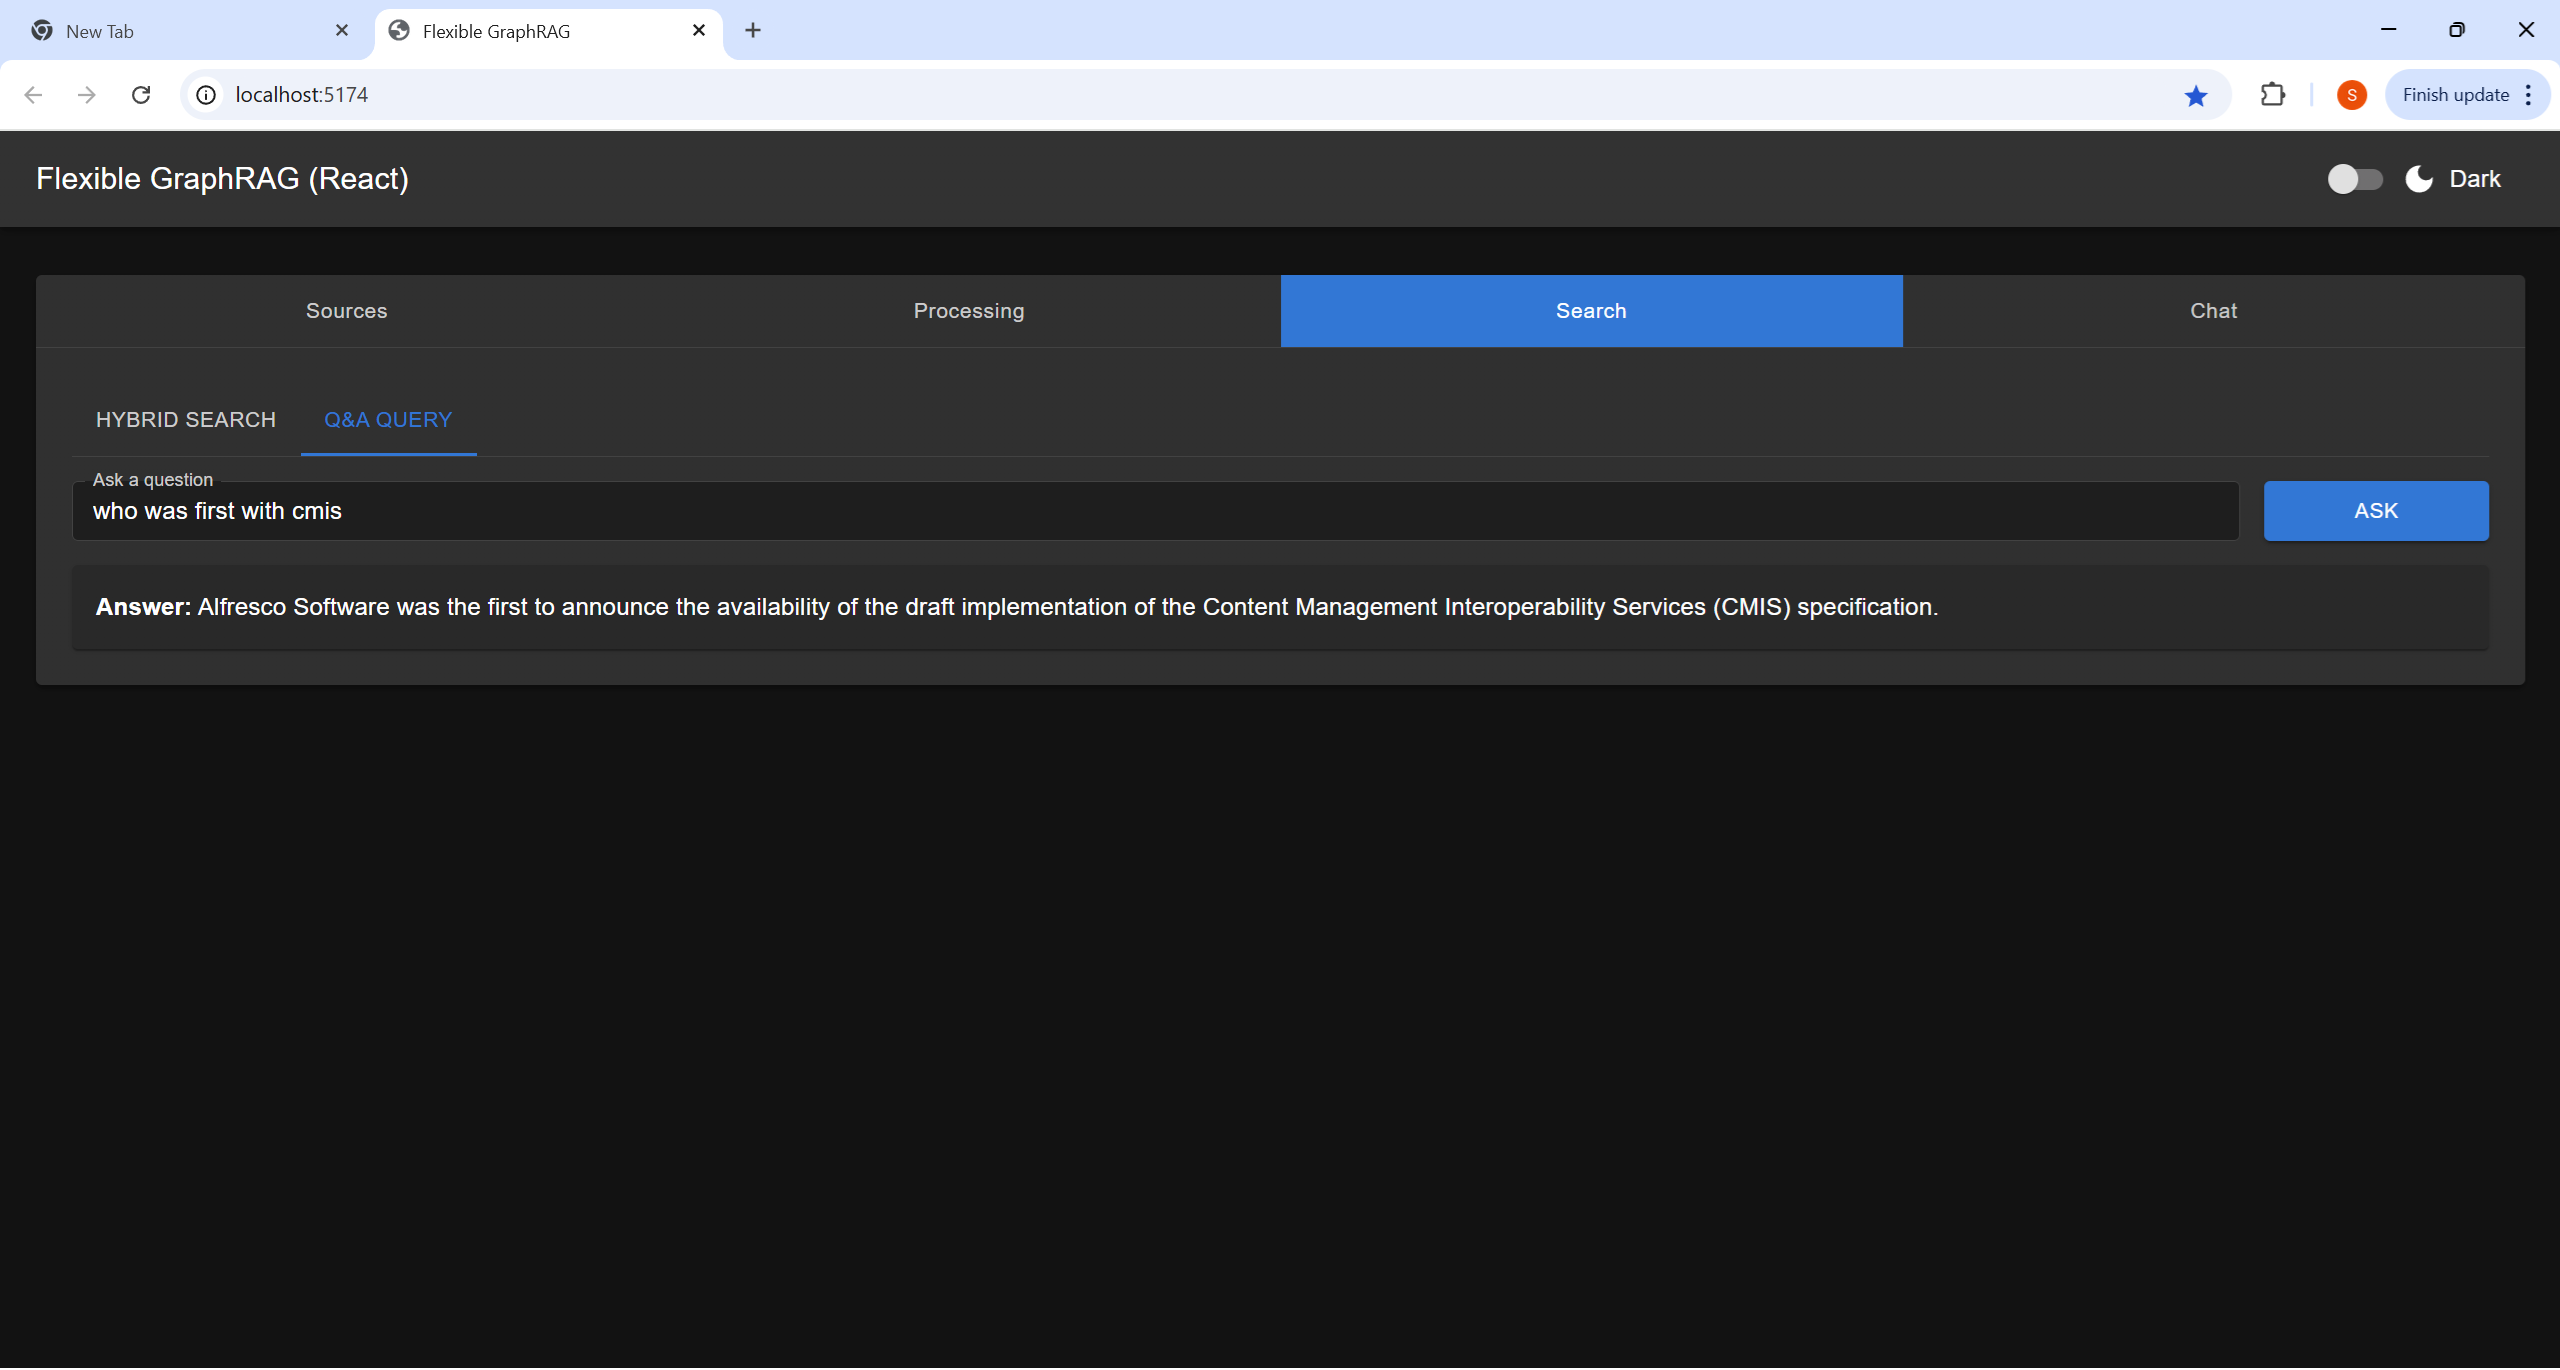 New Tab
Flexible GraphRAG
localhost:5174
S
Finish update
Flexible GraphRAG (React)
Dark
Sources
Processing
Search
Chat
HYBRID SEARCH
Q&A QUERY
Ask a question
who was first with cmis
ASK
Answer: Alfresco Software was the first to announce the availability of the draft implementation of the Content Management Interoperability Services (CMIS) specification.